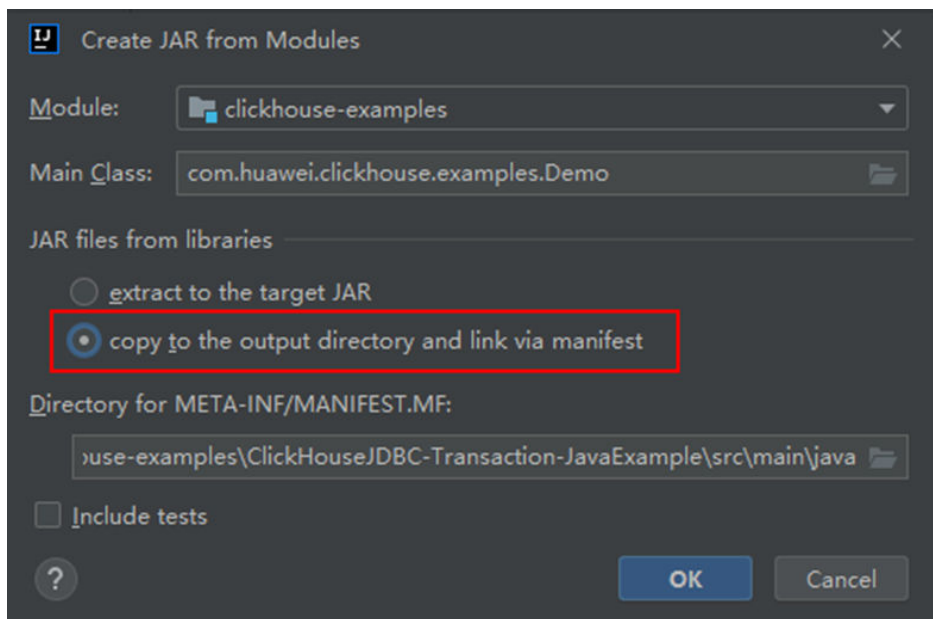 IJ Create JAR from Modules
Module: clickhouse-examples
Main Class: com.huawei.clickhouse.examples.Demo
JAR files from libraries
extract to the target JAR
copy to the output directory and link via manifest
Directory for META-INF/MANIFEST.MF:
use-examples\ClickHouseJDBC-Transaction-JavaExample\src\main\java
Include tests
? OK Cancel